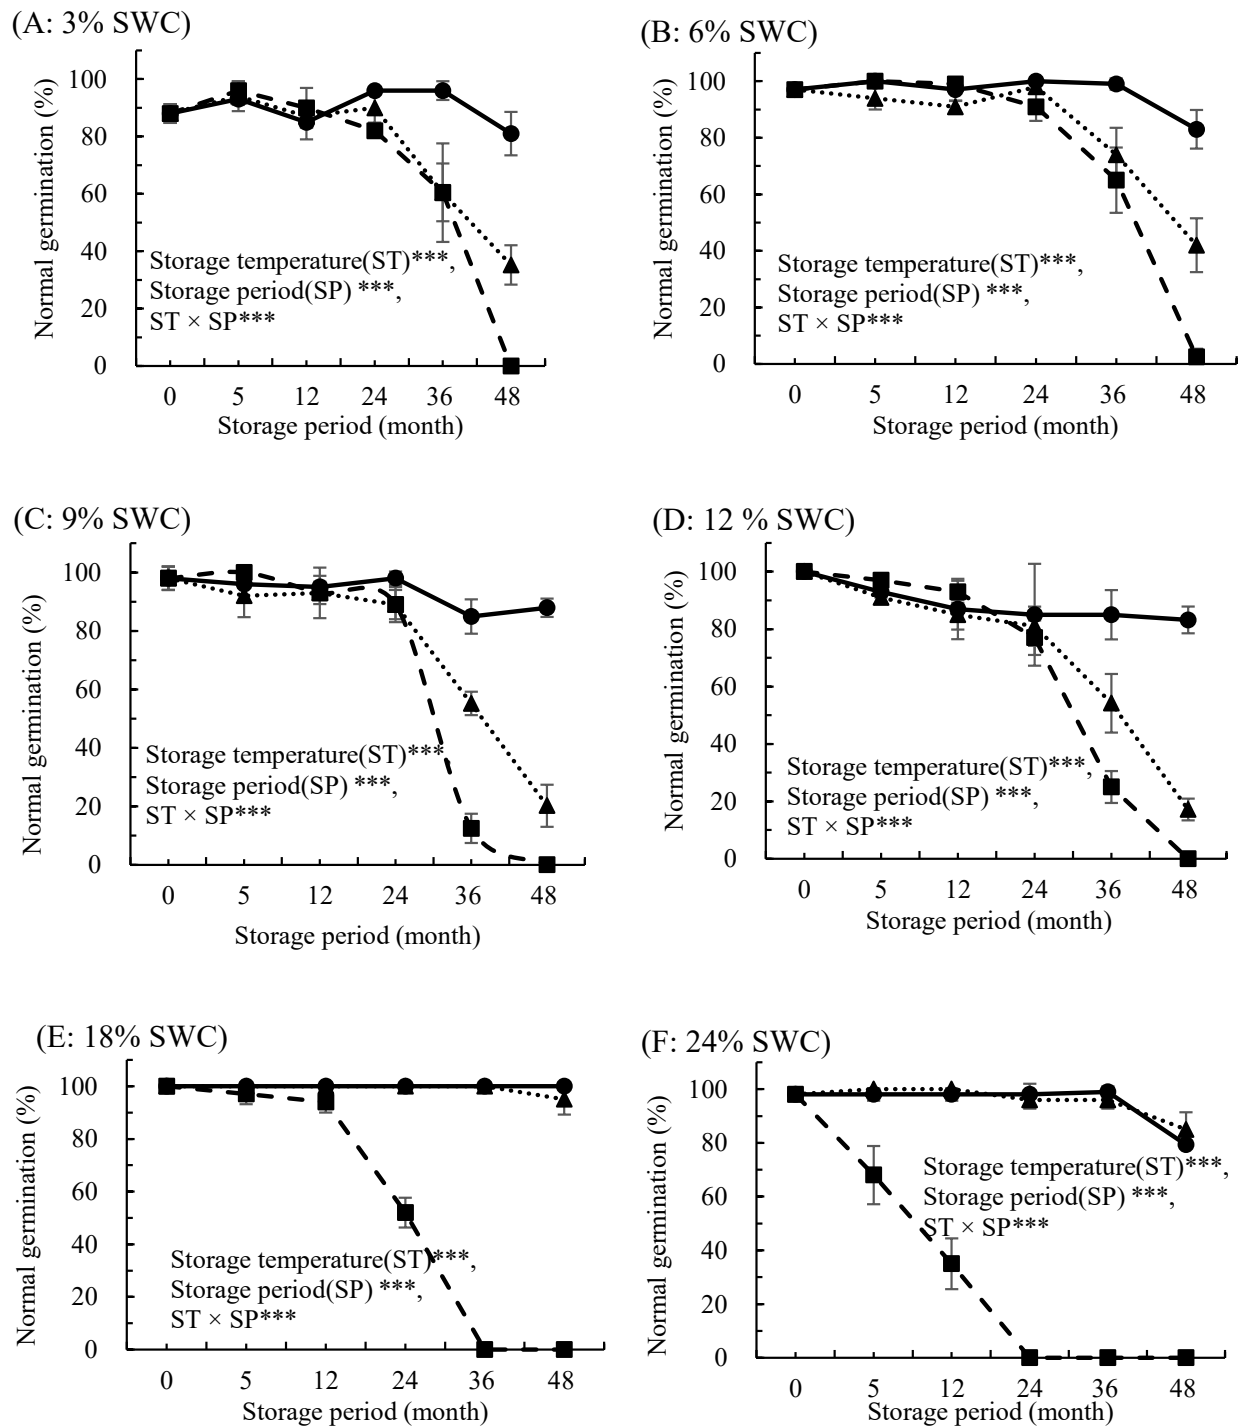 (A: 3% SWC)
Normal germination (%)
100
80
60
40
20
0
Storage temperature(ST)***,
Storage period(SP) ***,
ST × SP***
0 5 12 24 36 48
Storage period (month)
(B: 6% SWC)
Normal germination (%)
100
80
60
40
20
0
Storage temperature(ST)***,
Storage period(SP) ***,
ST × SP***
0 5 12 24 36 48
Storage period (month)
(C: 9% SWC)
Normal germination (%)
100
80
60
40
20
0
Storage temperature(ST)***,
Storage period(SP) ***,
ST × SP***
0 5 12 24 36 48
Storage period (month)
(D: 12 % SWC)
Normal germination (%)
100
80
60
40
20
0
Storage temperature(ST)***,
Storage period(SP) ***,
ST × SP***
0 5 12 24 36 48
Storage period (month)
(E: 18% SWC)
Normal germination (%)
100
80
60
40
20
0
Storage temperature(ST)***,
Storage period(SP) ***,
ST × SP***
0 5 12 24 36 48
Storage period (month)
(F: 24% SWC)
Normal germination (%)
100
80
60
40
20
0
Storage temperature(ST)***,
Storage period(SP) ***,
ST × SP***
0 5 12 24 36 48
Storage period (month)